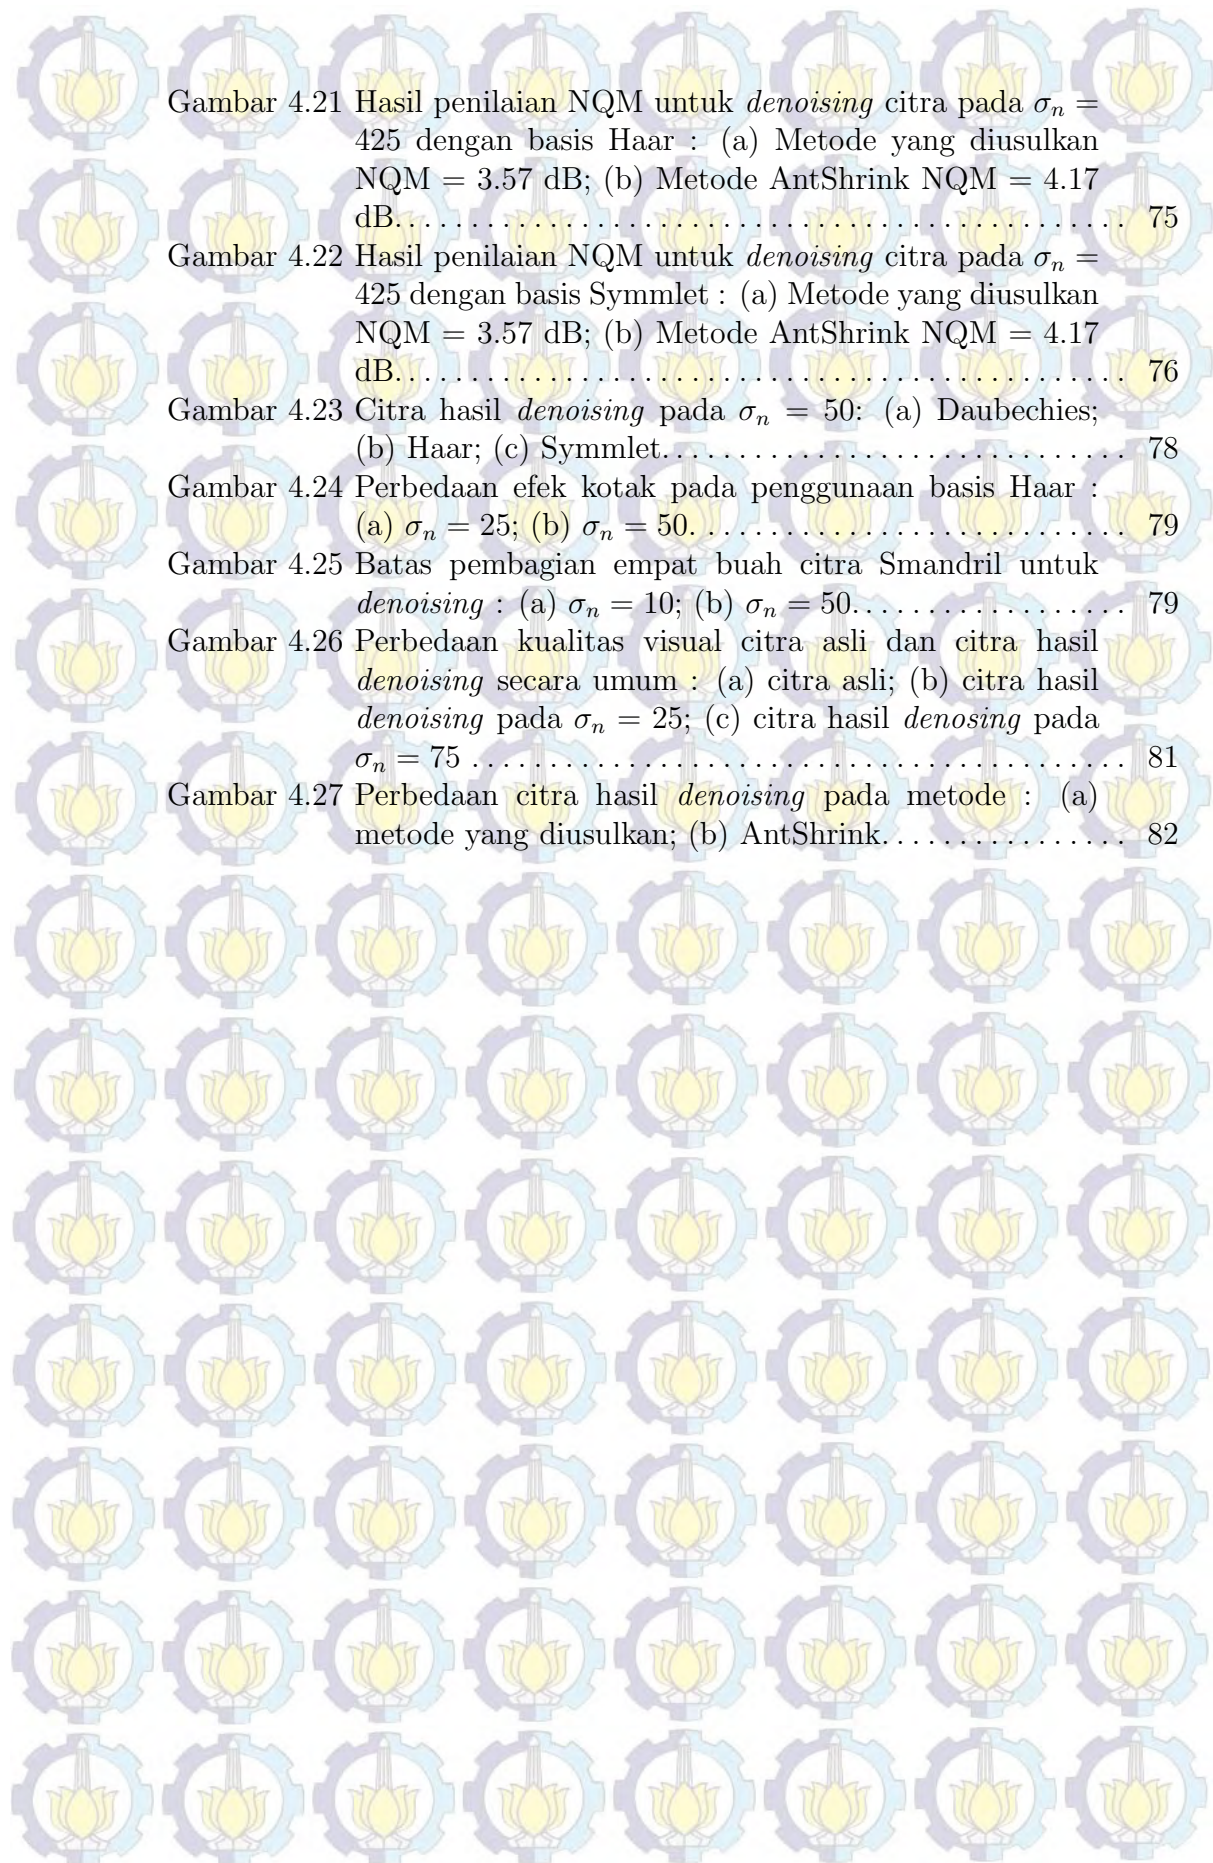 Gambar 4.21 Hasil penilaian NQM untuk denoising citra pada σn =
425 dengan basis Haar : (a) Metode yang diusulkan
NQM = 3.57 dB; (b) Metode AntShrink NQM = 4.17
dB. . . . . . . . . . . . . . . . . . . . . . . . . . . . . . . . . . . . . . . . . . . . . . . . 75
Gambar 4.22 Hasil penilaian NQM untuk denoising citra pada σn =
425 dengan basis Symmlet : (a) Metode yang diusulkan
NQM = 3.57 dB; (b) Metode AntShrink NQM = 4.17
dB. . . . . . . . . . . . . . . . . . . . . . . . . . . . . . . . . . . . . . . . . . . . . . . . 76
Gambar 4.23 Citra hasil denoising pada σn = 50: (a) Daubechies;
(b) Haar; (c) Symmlet. . . . . . . . . . . . . . . . . . . . . . . . . . . . . . . 78
Gambar 4.24 Perbedaan efek kotak pada penggunaan basis Haar :
(a) σn = 25; (b) σn = 50. . . . . . . . . . . . . . . . . . . . . . . . . . . . . 79
Gambar 4.25 Batas pembagian empat buah citra Smandril untuk
denoising : (a) σn = 10; (b) σn = 50. . . . . . . . . . . . . . . . . . . 79
Gambar 4.26 Perbedaan kualitas visual citra asli dan citra hasil
denoising secara umum : (a) citra asli; (b) citra hasil
denoising pada σn = 25; (c) citra hasil denosing pada
σn = 75 . . . . . . . . . . . . . . . . . . . . . . . . . . . . . . . . . . . . . . . . . . . 81
Gambar 4.27 Perbedaan citra hasil denoising pada metode : (a)
metode yang diusulkan; (b) AntShrink. . . . . . . . . . . . . . . . . 82